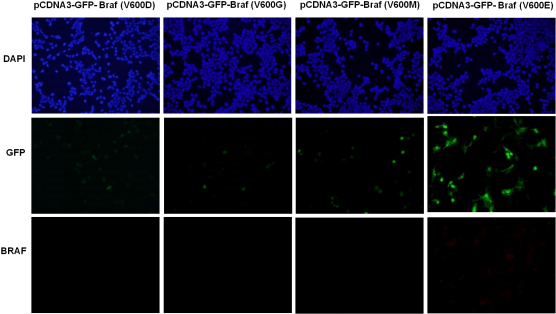 pCDNA3-GFP- Braf (V600D) pCDNA3-GFP-Braf (V600G) pCDNA3-GFP-Braf (V600M) pCDNA3-GFP- Braf (V600E)
DAPI
GFP
BRAF